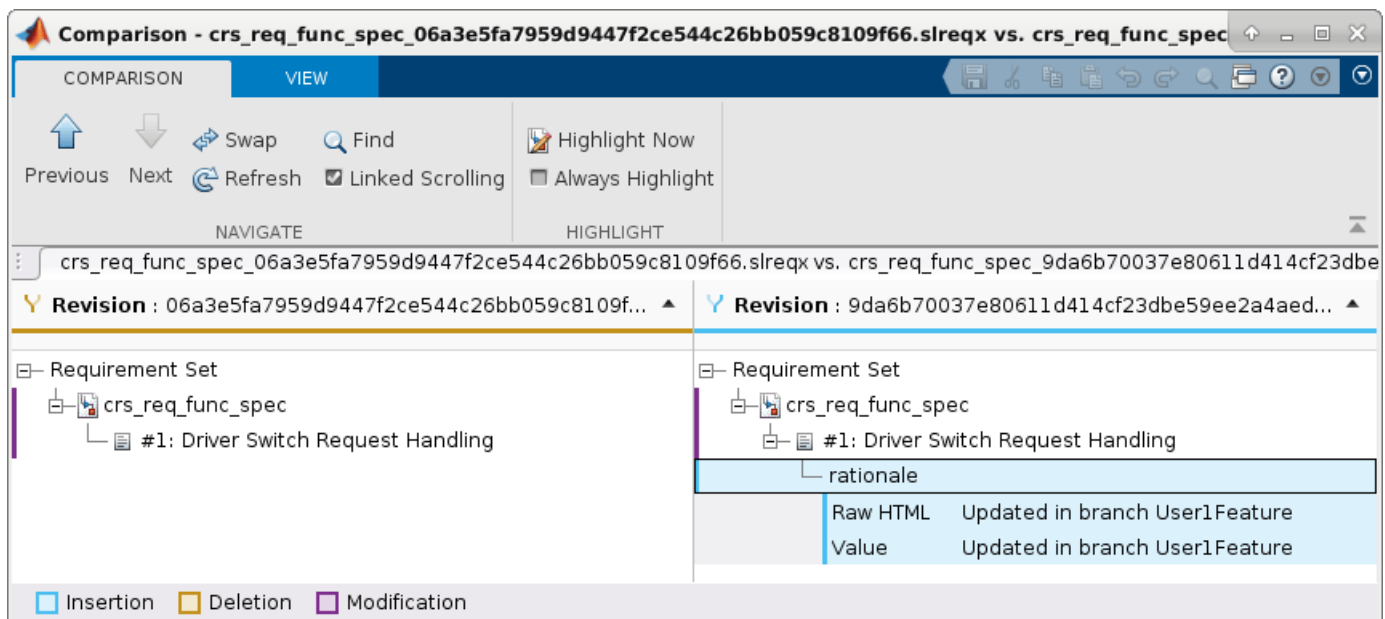 Comparison - crs_req_func_spec_06a3e5fa7959d9447f2ce544c26bb059c8109f66.slreqx vs. crs_req_func_spec
COMPARISON VIEW
Previous Next Swap Find Highlight Now
Refresh Linked Scrolling Always Highlight
NAVIGATE HIGHLIGHT
crs_req_func_spec_06a3e5fa7959d9447f2ce544c26bb059c8109f66.slreqx vs. crs_req_func_spec_9da6b70037e80611d414cf23dbe
Revision : 06a3e5fa7959d9447f2ce544c26bb059c8109f... Revision : 9da6b70037e80611d414cf23dbe59ee2a4aed...
Requirement Set Requirement Set
crs_req_func_spec crs_req_func_spec
#1: Driver Switch Request Handling #1: Driver Switch Request Handling
rationale
Raw HTML Updated in branch User1Feature
Value Updated in branch User1Feature
Insertion Deletion Modification